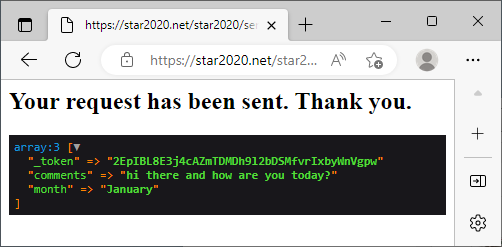 https://star2020.net/star2020/sen
https://star2020.net/star2...
Your request has been sent. Thank you.
array:3 [▼
"_token" => "2EpIBL8E3j4cAZmTDMDh912bDSMfvrIxbyWnVgpw"
"comments" => "hi there and how are you today?"
"month" => "January"
]